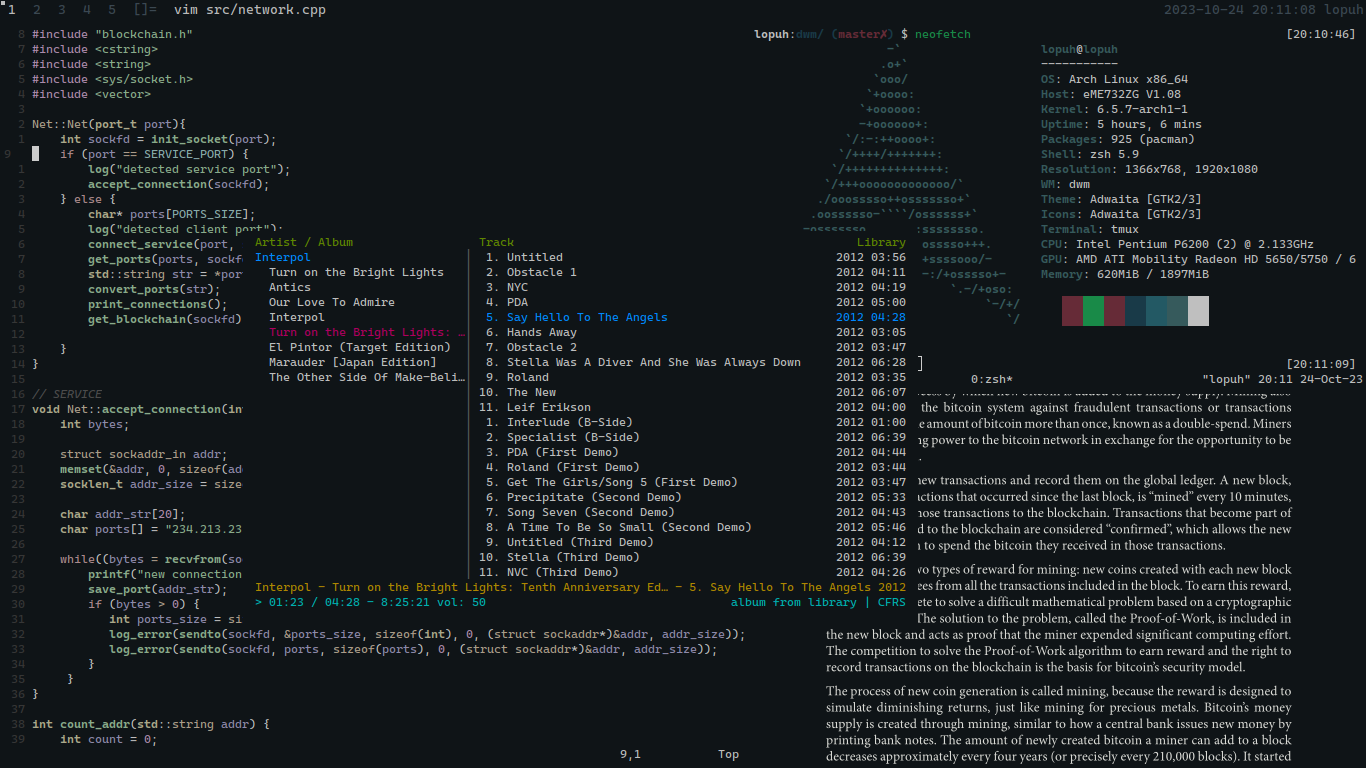 1 2 3 4 5 []= vim src/network.cpp 2023-10-24 20:11:08 lopuh
8 #include "blockchain.h"
7 #include <cstring>
6 #include <string>
5 #include <sys/socket.h>
4 #include <vector>
3
2 Net::Net(port_t port){
1 int sockfd = init_socket(port);
9 if (port == SERVICE_PORT) {
1 log("detected service port");
2 accept_connection(sockfd);
3 } else {
4 char* ports[PORTS_SIZE];
5 log("detected client port");
6 connect_service(port,
7 get_ports(ports, sockf
8 std::string str = *por
9 convert_ports(str);
10 print_connections();
11 get_blockchain(sockfd)
12
13 }
14 }
15
16 // SERVICE
17 void Net::accept_connection(in
18 int bytes;
19
20 struct sockaddr_in addr;
21 memset(&addr, 0, sizeof(ad
22 socklen_t addr_size = size
23
24 char addr_str[20];
25 char ports[] = "234.213.23
26
27 while((bytes = recvfrom(so
28 printf("new connection
29 save_port(addr_str);
30 if (bytes > 0) {
31 int ports_size = si
32 log_error(sendto(sockfd, &ports_size, sizeof(int), 0, (struct sockaddr*)&addr, addr_size));
33 log_error(sendto(sockfd, ports, sizeof(ports), 0, (struct sockaddr*)&addr, addr_size));
34 }
35 }
36 }
37
38 int count_addr(std::string addr) {
39 int count = 0;
9,1 Top
lopuh:dwm/ (master✗) $ neofetch [20:10:46]
-`
.o+`
`ooo/
`+oooo:
`+oooooo:
-+oooooo+:
`/:-:++oooo+:
`/++++/+++++++:
`/++++++++++++++:
`/+++ooooooooooooo/`
./ooosssso++osssssso+`
.oossssso-````/ossssss+`
-osssssso. :ssssssso.
osssso+++.
+ssssooo/-
-:/+osssso+-
`.-/+oso:
`-/+/
`/
lopuh@lopuh
-----------
OS: Arch Linux x86_64
Host: eME732ZG V1.08
Kernel: 6.5.7-arch1-1
Uptime: 5 hours, 6 mins
Packages: 925 (pacman)
Shell: zsh 5.9
Resolution: 1366x768, 1920x1080
WM: dwm
Theme: Adwaita [GTK2/3]
Icons: Adwaita [GTK2/3]
Terminal: tmux
CPU: Intel Pentium P6200 (2) @ 2.133GHz
GPU: AMD ATI Mobility Radeon HD 5650/5750 / 6
Memory: 620MiB / 1897MiB
] [20:11:09]
0:zsh* "lopuh" 20:11 24-Oct-23
Artist / Album
Interpol
Turn on the Bright Lights
Antics
Our Love To Admire
Interpol
Turn on the Bright Lights: …
El Pintor (Target Edition)
Marauder [Japan Edition]
The Other Side Of Make-Beli…
Track Library
1. Untitled 2012 03:56
2. Obstacle 1 2012 04:11
3. NYC 2012 04:19
4. PDA 2012 05:00
5. Say Hello To The Angels 2012 04:28
6. Hands Away 2012 03:05
7. Obstacle 2 2012 03:47
8. Stella Was A Diver And She Was Always Down 2012 06:28
9. Roland 2012 03:35
10. The New 2012 06:07
11. Leif Erikson 2012 04:00
1. Interlude (B-Side) 2012 01:00
2. Specialist (B-Side) 2012 06:39
3. PDA (First Demo) 2012 04:44
4. Roland (First Demo) 2012 03:44
5. Get The Girls/Song 5 (First Demo) 2012 03:47
6. Precipitate (Second Demo) 2012 05:33
7. Song Seven (Second Demo) 2012 04:43
8. A Time To Be So Small (Second Demo) 2012 05:46
9. Untitled (Third Demo) 2012 04:12
10. Stella (Third Demo) 2012 06:39
11. NVC (Third Demo) 2012 04:26
Interpol - Turn on the Bright Lights: Tenth Anniversary Ed… - 5. Say Hello To The Angels 2012
> 01:23 / 04:28 - 8:25:21 vol: 50 album from library | CFRS
the bitcoin system against fraudulent transactions or transactions
e amount of bitcoin more than once, known as a double-spend. Miners
ng power to the bitcoin network in exchange for the opportunity to be
.
new transactions and record them on the global ledger. A new block,
actions that occurred since the last block, is “mined” every 10 minutes,
hose transactions to the blockchain. Transactions that become part of
d to the blockchain are considered “confirmed”, which allows the new
n to spend the bitcoin they received in those transactions.
wo types of reward for mining: new coins created with each new block
ees from all the transactions included in the block. To earn this reward,
ete to solve a difficult mathematical problem based on a cryptographic
The solution to the problem, called the Proof-of-Work, is included in
the new block and acts as proof that the miner expended significant computing effort.
The competition to solve the Proof-of-Work algorithm to earn reward and the right to
record transactions on the blockchain is the basis for bitcoin’s security model.
The process of new coin generation is called mining, because the reward is designed to
simulate diminishing returns, just like mining for precious metals. Bitcoin’s money
supply is created through mining, similar to how a central bank issues new money by
printing bank notes. The amount of newly created bitcoin a miner can add to a block
decreases approximately every four years (or precisely every 210,000 blocks). It started